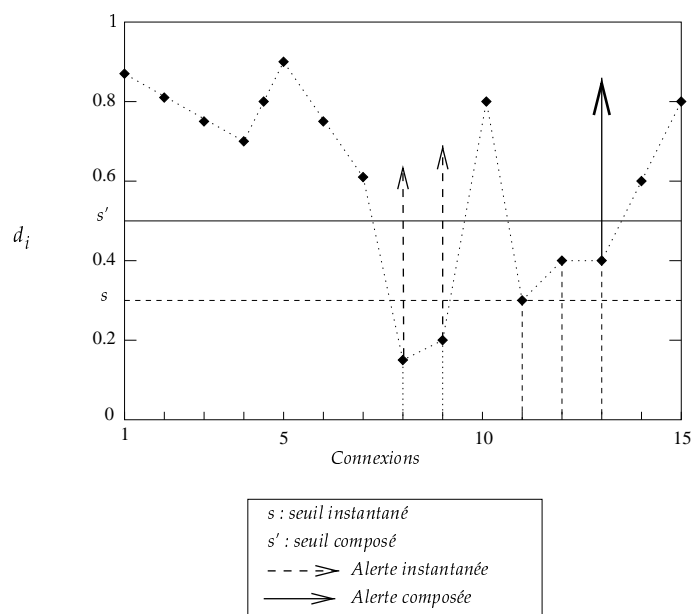 1
0.8
0.6
s'
d_i
0.4
s
0.2
0
1
5
10
15
Connexions
s : seuil instantané
s' : seuil composé
Alerte instantanée
Alerte composée